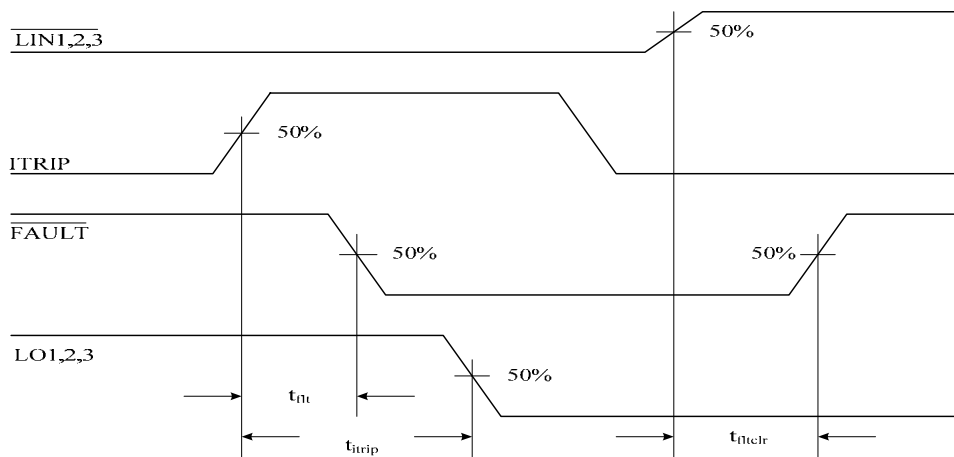 LIN1,2,3
50%
50%
ITRIP
FAULT
50%
50%
LO1,2,3
50%
tflt
titrip
tfltclr